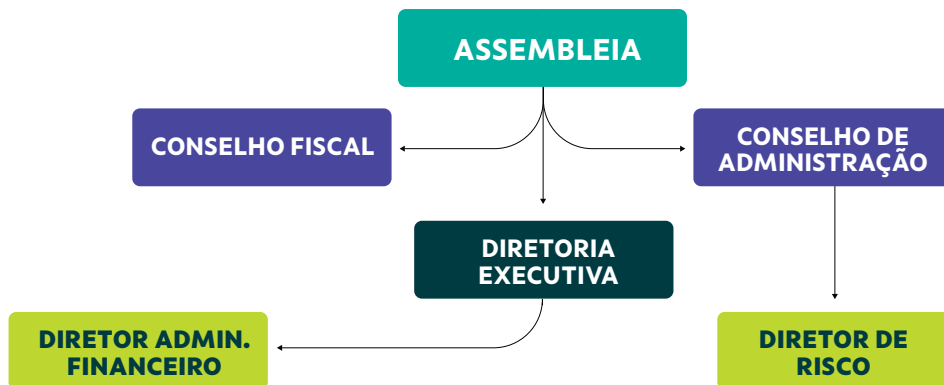 ASSEMBLEIA
CONSELHO FISCAL
CONSELHO DE
ADMINISTRAÇÃO
DIRETORIA
EXECUTIVA
DIRETOR ADMIN.
FINANCEIRO
DIRETOR DE
RISCO